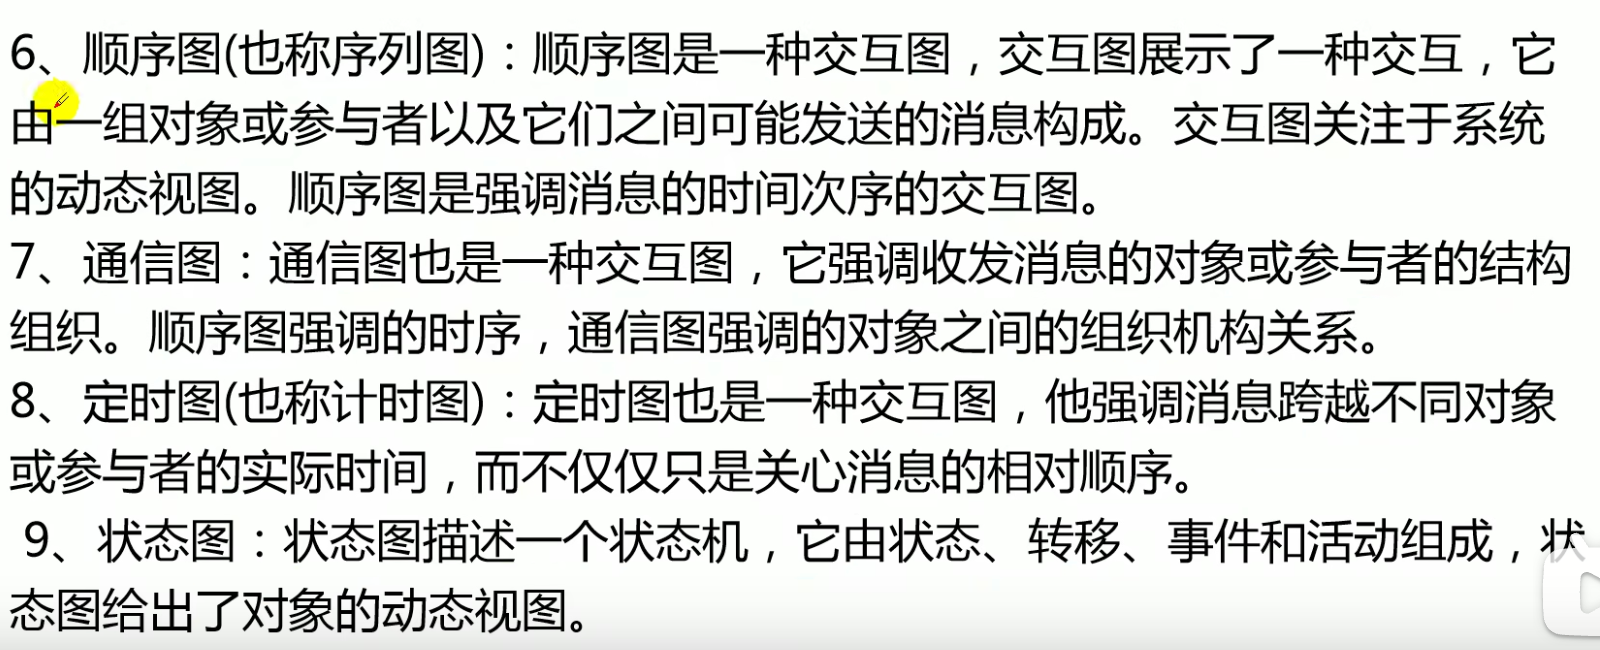 6、顺序图(也称序列图)：顺序图是一种交互图，交互图展示了一种交互，它
由一组对象或参与者以及它们之间可能发送的消息构成。交互图关注于系统
的动态视图。顺序图是强调消息的时间次序的交互图。
7、通信图：通信图也是一种交互图，它强调收发消息的对象或参与者的结构
组织。顺序图强调的时序，通信图强调的对象之间的组织机构关系。
8、定时图(也称计时图)：定时图也是一种交互图，他强调消息跨越不同对象
或参与者的实际时间，而不仅仅只是关心消息的相对顺序。
9、状态图：状态图描述一个状态机，它由状态、转移、事件和活动组成，状
态图给出了对象的动态视图。